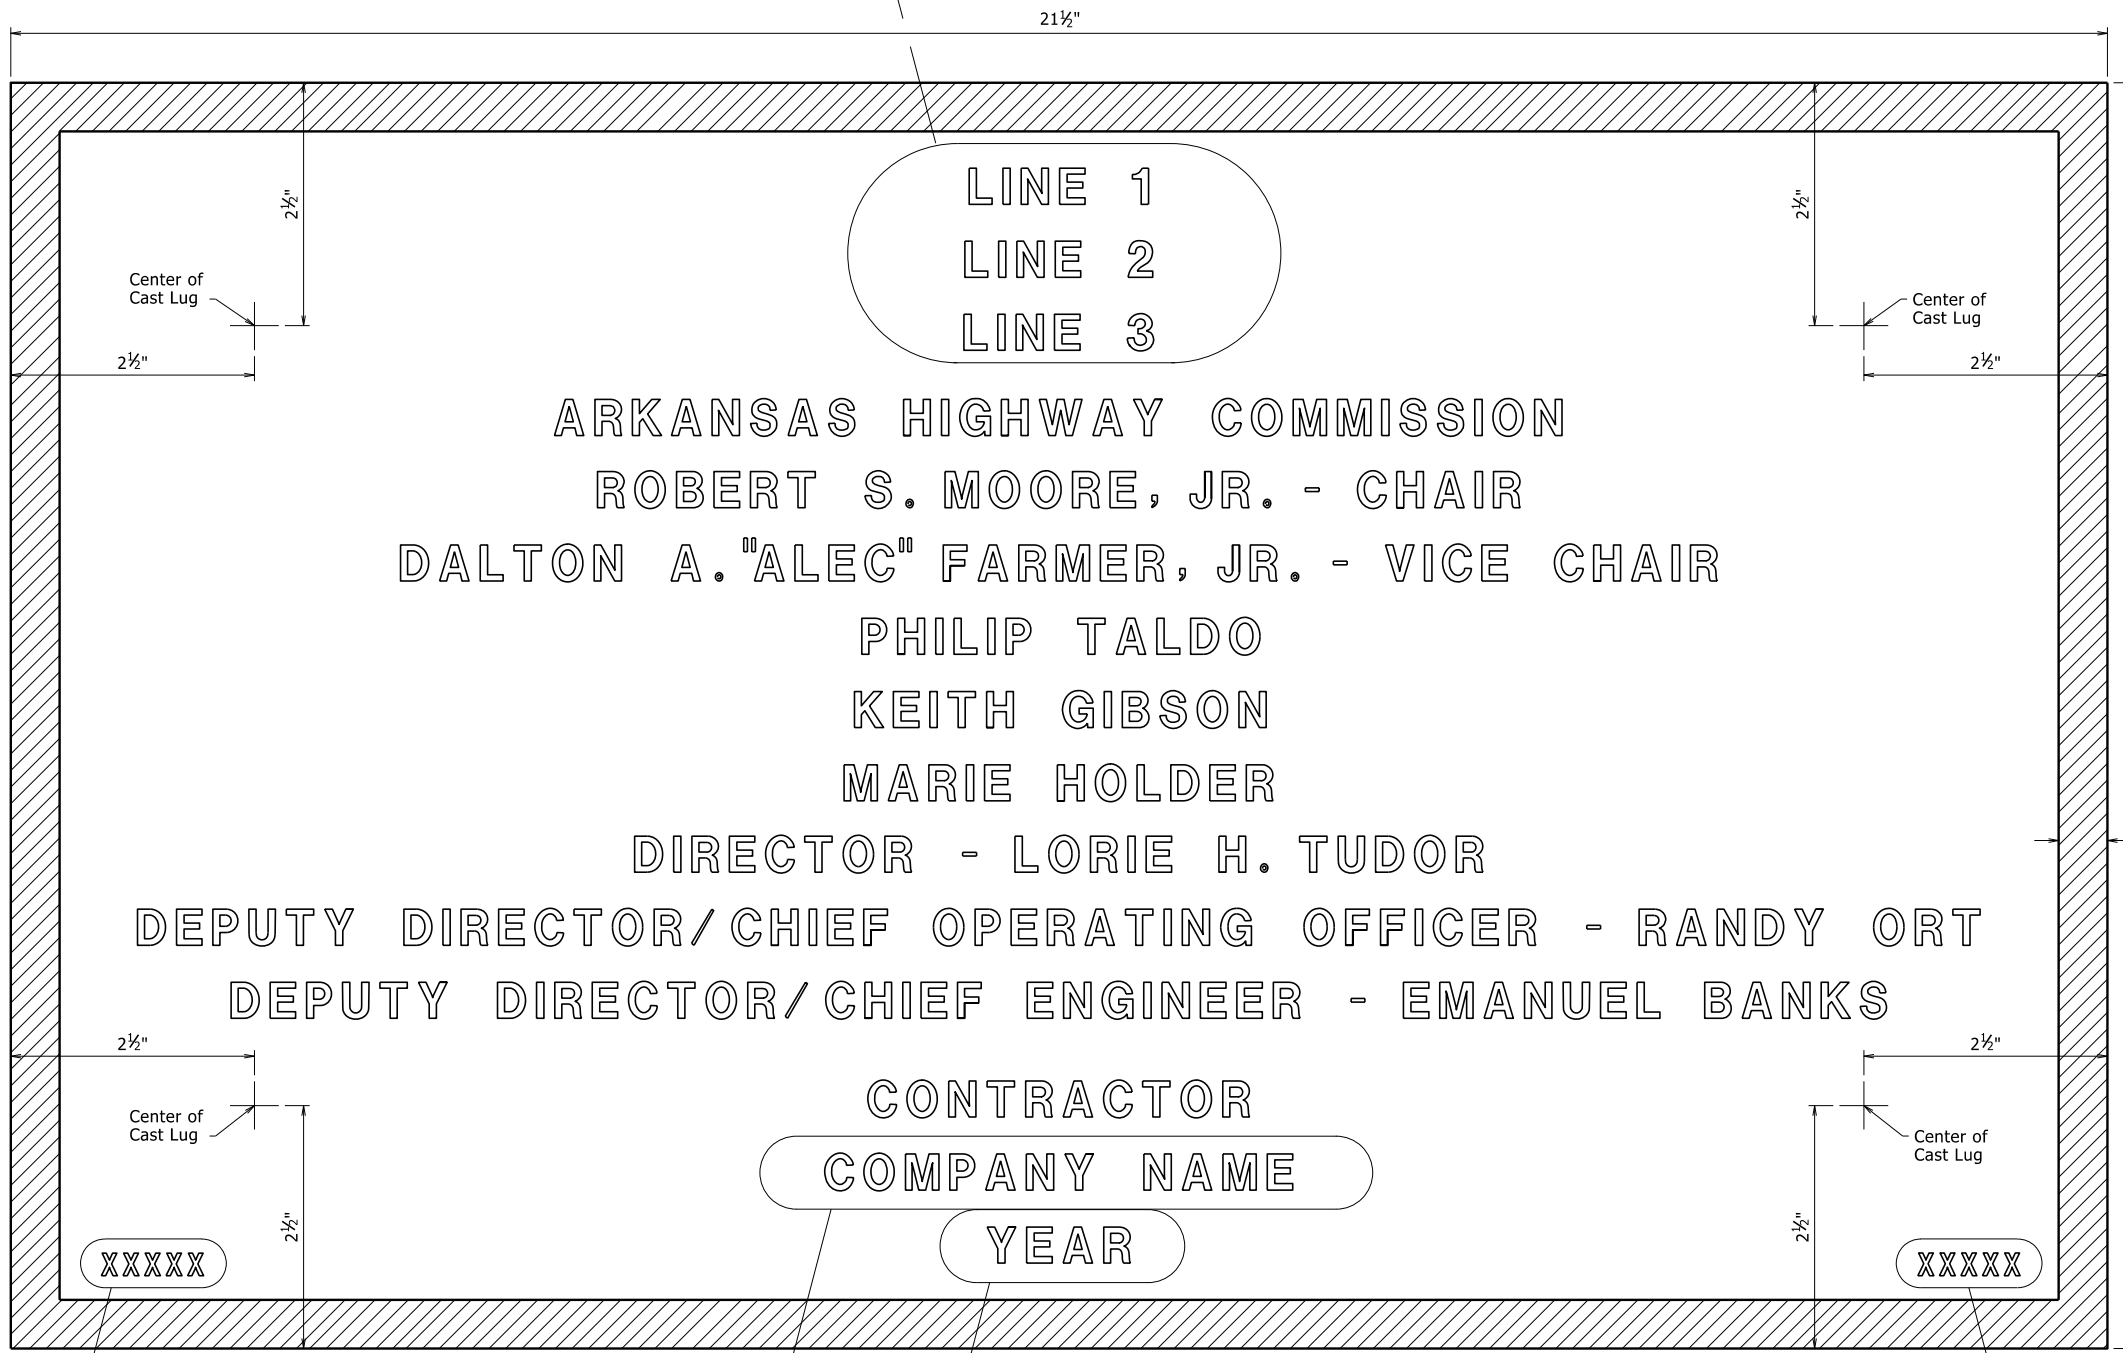 21½"
2½"
2½"
LINE 1
LINE 2
LINE 3
Center of
Cast Lug
Center of
Cast Lug
2½"
2½"
ARKANSAS HIGHWAY COMMISSION
ROBERT S. MOORE, JR. - CHAIR
DALTON A. "ALEC" FARMER, JR. - VICE CHAIR
PHILIP TALDO
KEITH GIBSON
MARIE HOLDER
DIRECTOR - LORIE H. TUDOR
DEPUTY DIRECTOR/CHIEF OPERATING OFFICER - RANDY ORT
DEPUTY DIRECTOR/CHIEF ENGINEER - EMANUEL BANKS
2½"
2½"
CONTRACTOR
Center of
Cast Lug
Center of
Cast Lug
COMPANY NAME
2½"
2½"
YEAR
XXXXX
XXXXX